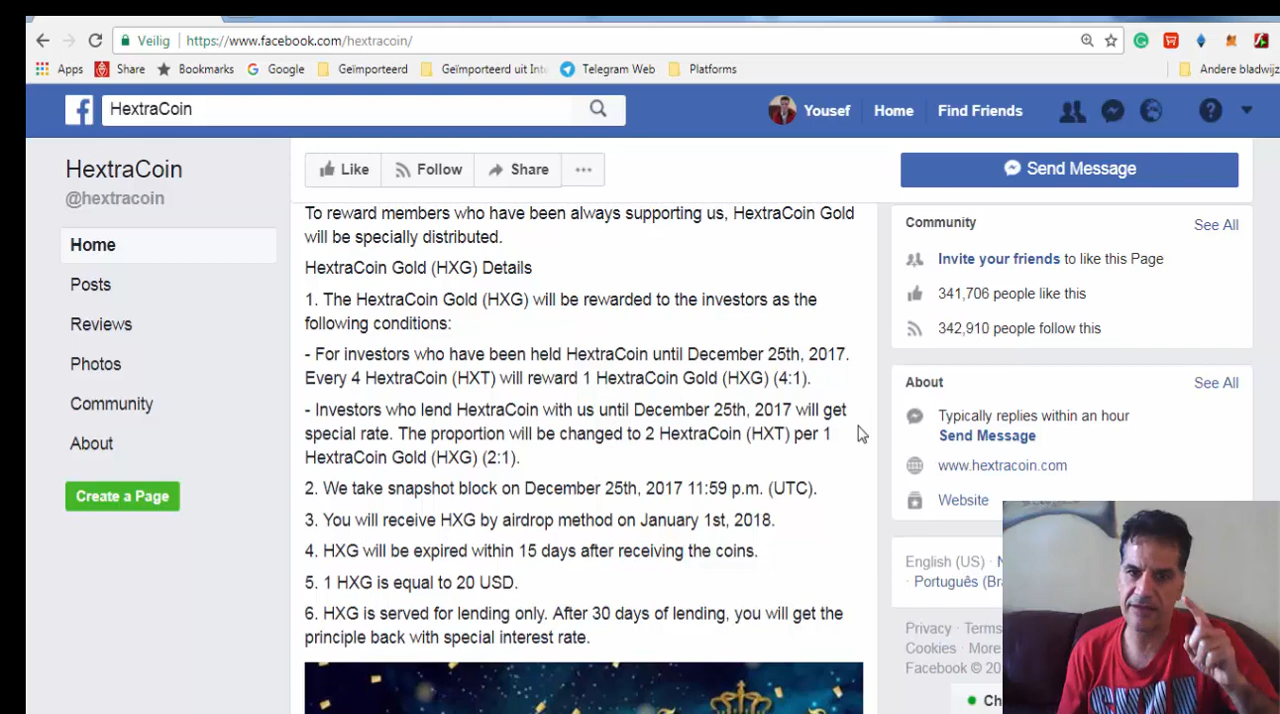 Veilig
https://www.facebook.com/hextracoin/
Apps Share Bookmarks Google Geïmporteerd Geïmporteerd uit Int Telegram Web Platforms Andere bladwijz
HextraCoin
Yousef Home Find Friends
HextraCoin
@hextracoin
Home
Posts
Reviews
Photos
Community
About
Create a Page
Like Follow Share
Send Message
To reward members who have been always supporting us, HextraCoin Gold
will be specially distributed.
HextraCoin Gold (HXG) Details
1. The HextraCoin Gold (HXG) will be rewarded to the investors as the
following conditions:
- For investors who have been held HextraCoin until December 25th, 2017.
Every 4 HextraCoin (HXT) will reward 1 HextraCoin Gold (HXG) (4:1).
- Investors who lend HextraCoin with us until December 25th, 2017 will get
special rate. The proportion will be changed to 2 HextraCoin (HXT) per 1
HextraCoin Gold (HXG) (2:1).
2. We take snapshot block on December 25th, 2017 11:59 p.m. (UTC).
3. You will receive HXG by airdrop method on January 1st, 2018.
4. HXG will be expired within 15 days after receiving the coins.
5. 1 HXG is equal to 20 USD.
6. HXG is served for lending only. After 30 days of lending, you will get the
principle back with special interest rate.
Community See All
Invite your friends to like this Page
341,706 people like this
342,910 people follow this
About See All
Typically replies within an hour
Send Message
www.hextracoin.com
Website
English (US) ·
· Português (Bra
Privacy · Terms
Cookies · More
Facebook © 20
Ch